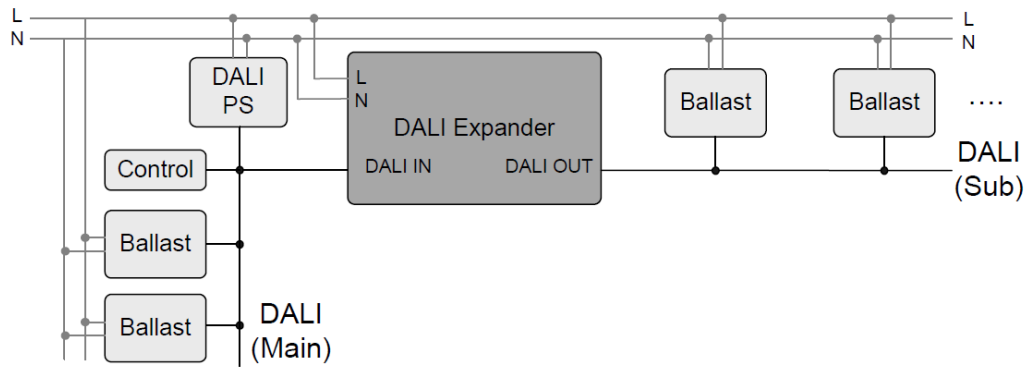 L
N
L
N
DALI
PS
L
N
DALI Expander
DALI IN
DALI OUT
Ballast
Ballast
....
DALI
(Sub)
Control
Ballast
Ballast
DALI
(Main)